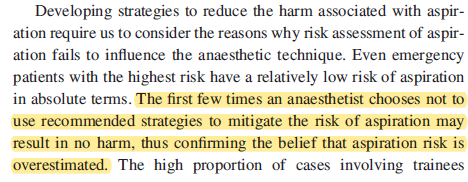 Developing strategies to reduce the harm associated with aspir-
ation require us to consider the reasons why risk assessment of aspir-
ation fails to influence the anaesthetic technique. Even emergency
patients with the highest risk have a relatively low risk of aspiration
in absolute terms. The first few times an anaesthetist chooses not to
use recommended strategies to mitigate the risk of aspiration may
result in no harm, thus confirming the belief that aspiration risk is
overestimated. The high proportion of cases involving trainees